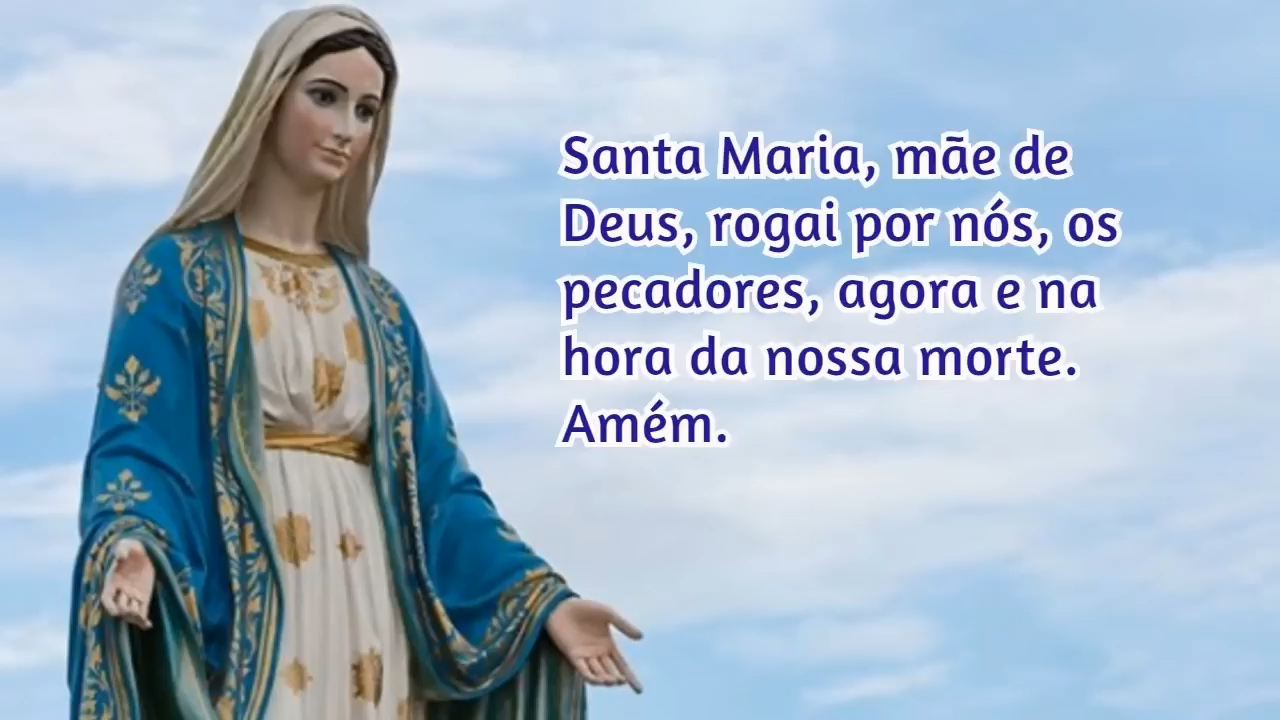 Santa Maria, mãe de
Deus, rogai por nós, os
pecadores, agora e na
hora da nossa morte.
Amém.